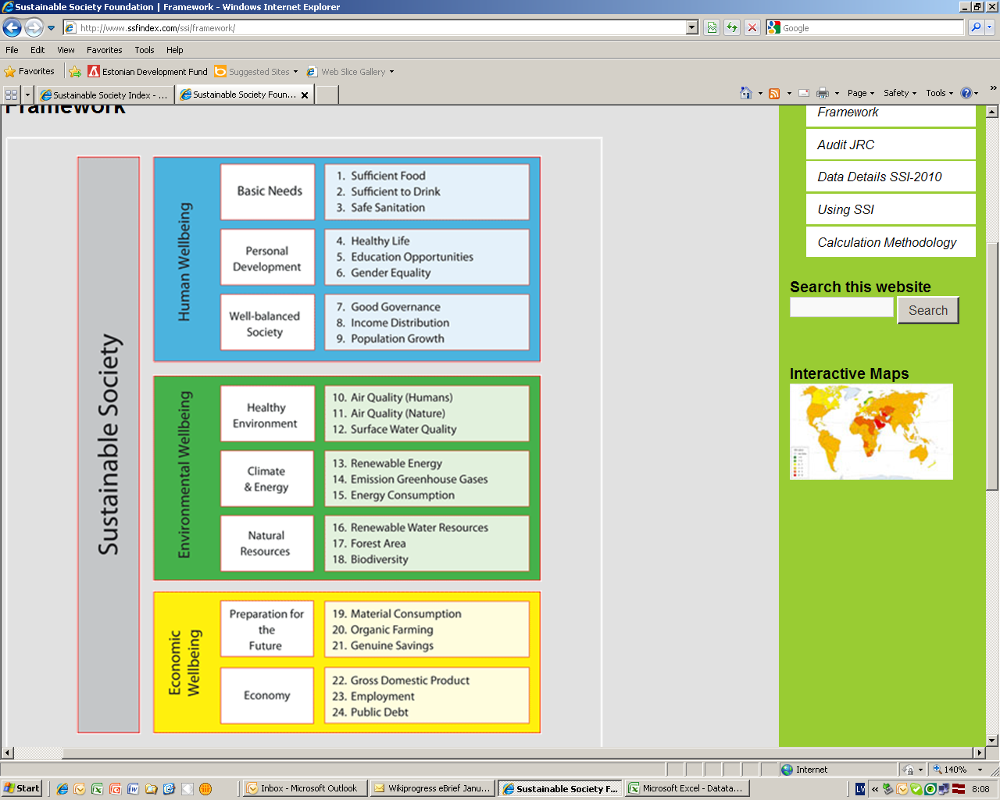 Sustainable Society Foundation | Framework - Windows Internet Explorer
http://www.ssfindex.com/ssi/framework/
Google
File Edit View Favorites Tools Help
Favorites Estonian Development Fund Suggested Sites Web Slice Gallery
Sustainable Society Index - ... Sustainable Society Foun... Page Safety Tools
Framework
Sustainable Society
Human Wellbeing
Basic Needs
1. Sufficient Food
2. Sufficient to Drink
3. Safe Sanitation
Personal
Development
4. Healthy Life
5. Education Opportunities
6. Gender Equality
Well-balanced
Society
7. Good Governance
8. Income Distribution
9. Population Growth
Environmental Wellbeing
Healthy
Environment
10. Air Quality (Humans)
11. Air Quality (Nature)
12. Surface Water Quality
Climate
& Energy
13. Renewable Energy
14. Emission Greenhouse Gases
15. Energy Consumption
Natural
Resources
16. Renewable Water Resources
17. Forest Area
18. Biodiversity
Economic
Wellbeing
Preparation for
the
Future
19. Material Consumption
20. Organic Farming
21. Genuine Savings
Economy
22. Gross Domestic Product
23. Employment
24. Public Debt
Framework
Audit JRC
Data Details SSI-2010
Using SSI
Calculation Methodology
Search this website
Search
Interactive Maps
Internet 140%
Start Inbox - Microsoft Outlook Wikiprogress eBrief Janu... Sustainable Society F... Microsoft Excel - Datata... LV 8:08